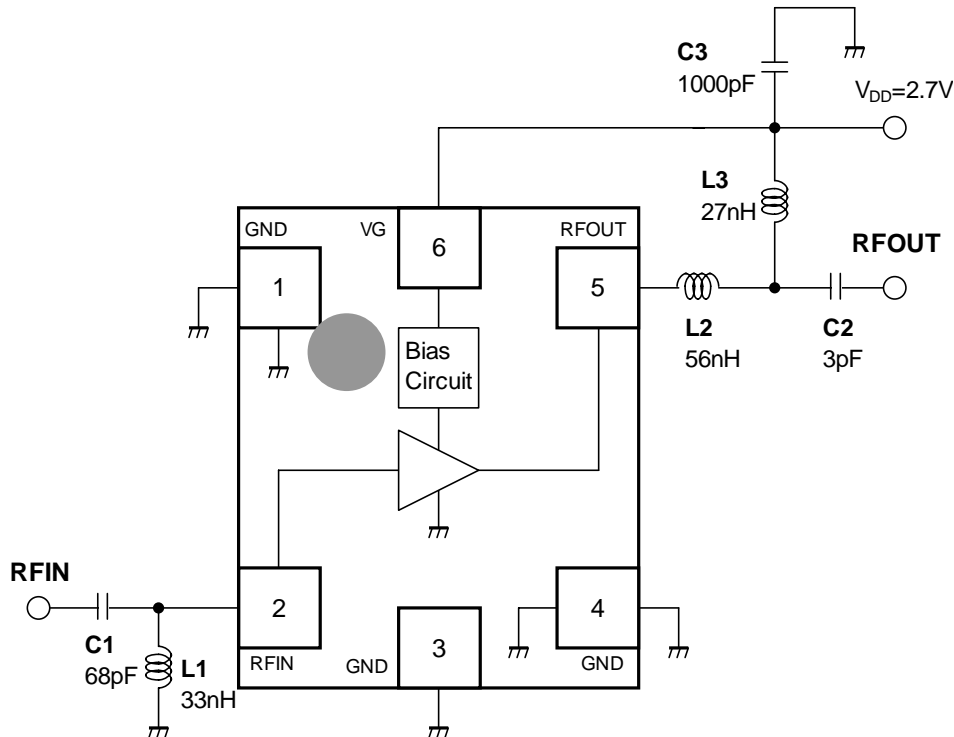 C3
1000pF
V_DD=2.7V
L3
27nH
GND
VG
RFOUT
6
RFOUT
1
5
L2
56nH
C2
3pF
Bias
Circuit
RFIN
2
4
3
C1
68pF
L1
33nH
RFIN
GND
GND